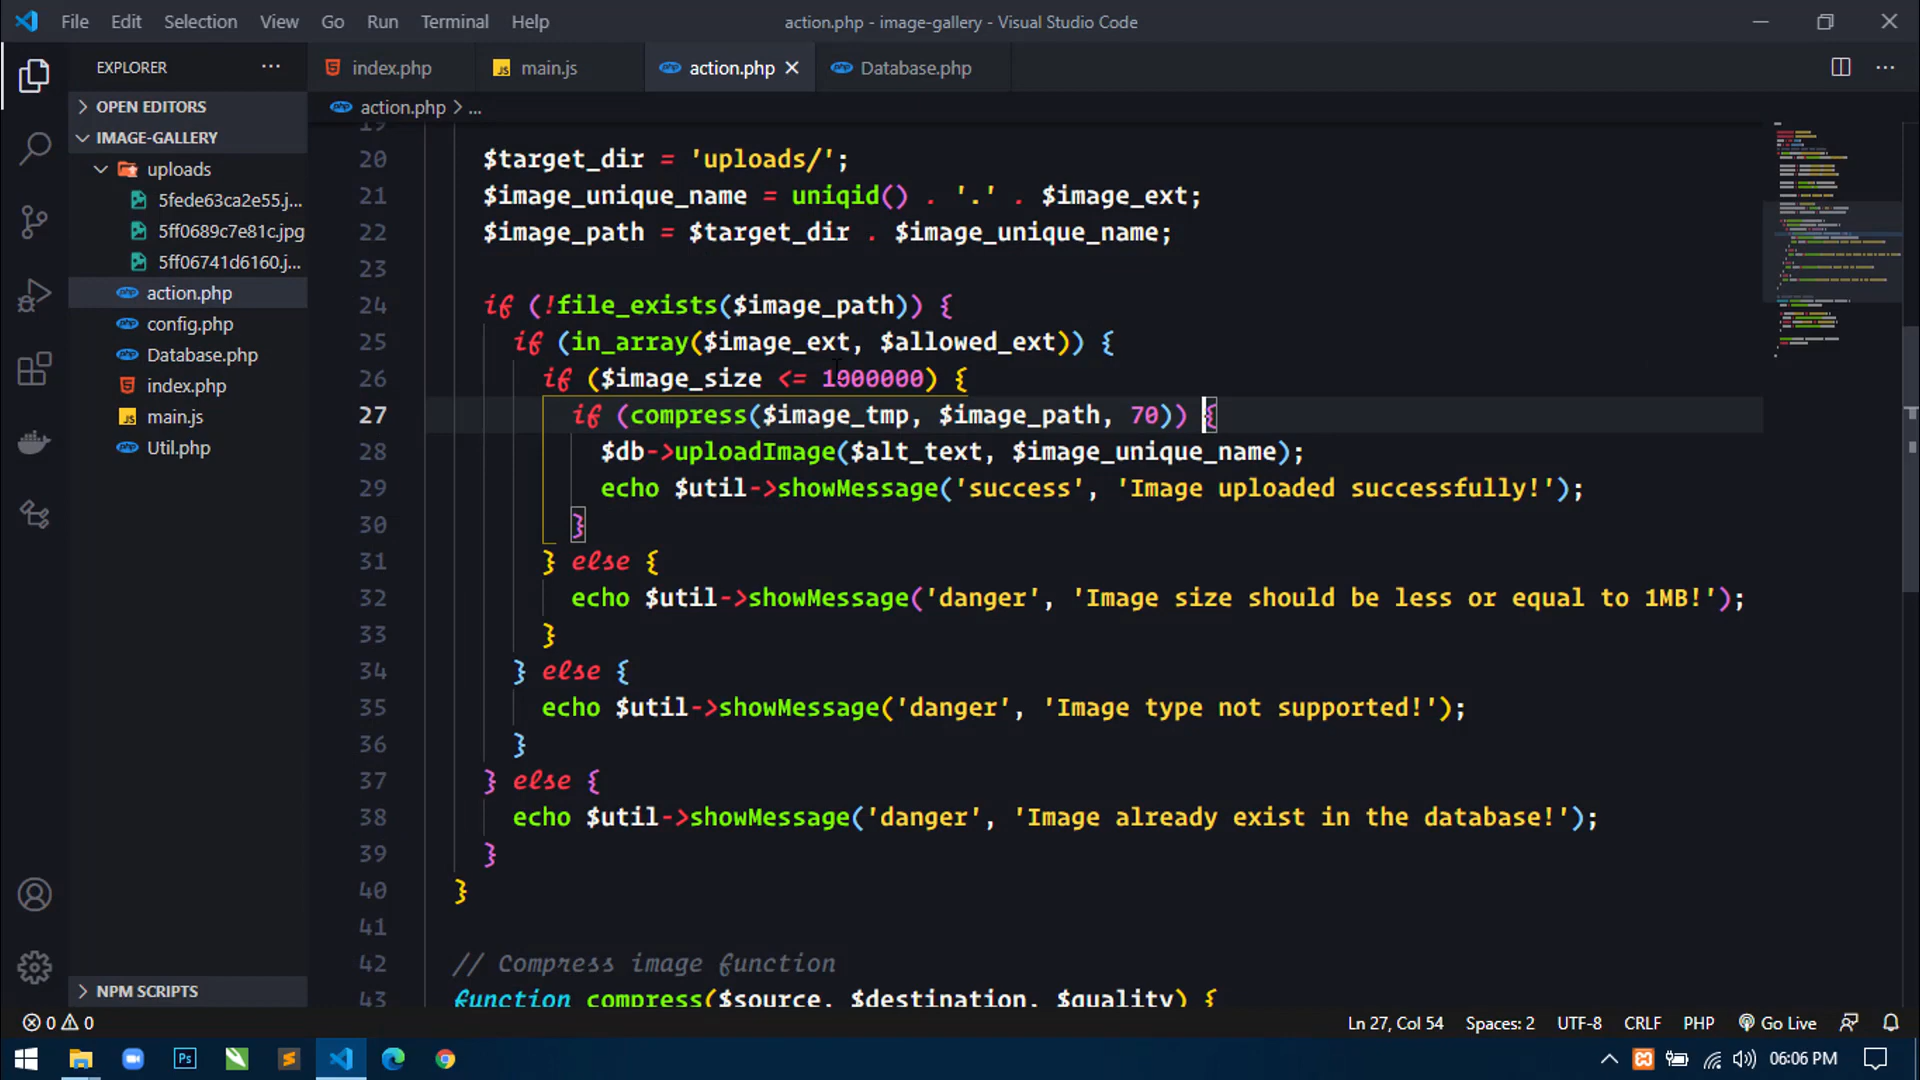 File Edit Selection View Go Run Terminal Help
action.php - image-gallery - Visual Studio Code
EXPLORER ...
OPEN EDITORS
IMAGE-GALLERY
uploads
5fede63ca2e55.j...
5ff0689c7e81c.jpg
5ff06741d6160.j...
action.php
config.php
Database.php
index.php
main.js
Util.php
NPM SCRIPTS
index.php
JS main.js
php action.php
php Database.php
php action.php > ...
20 $target_dir = 'uploads/';
21 $image_unique_name = uniqid() . '.' . $image_ext;
22 $image_path = $target_dir . $image_unique_name;
23
24 if (!file_exists($image_path)) {
25 if (in_array($image_ext, $allowed_ext)) {
26 if ($image_size <= 1900000) {
27 if (compress($image_tmp, $image_path, 70)) {
28 $db->uploadImage($alt_text, $image_unique_name);
29 echo $util->showMessage('success', 'Image uploaded successfully!');
30 }
31 } else {
32 echo $util->showMessage('danger', 'Image size should be less or equal to 1MB!');
33 }
34 } else {
35 echo $util->showMessage('danger', 'Image type not supported!');
36 }
37 } else {
38 echo $util->showMessage('danger', 'Image already exist in the database!');
39 }
40 }
41
42 // Compress image function
43 function compress($source, $destination, $quality) {
0 0
Ln 27, Col 54 Spaces: 2 UTF-8 CRLF PHP Go Live
Ps
06:06 PM